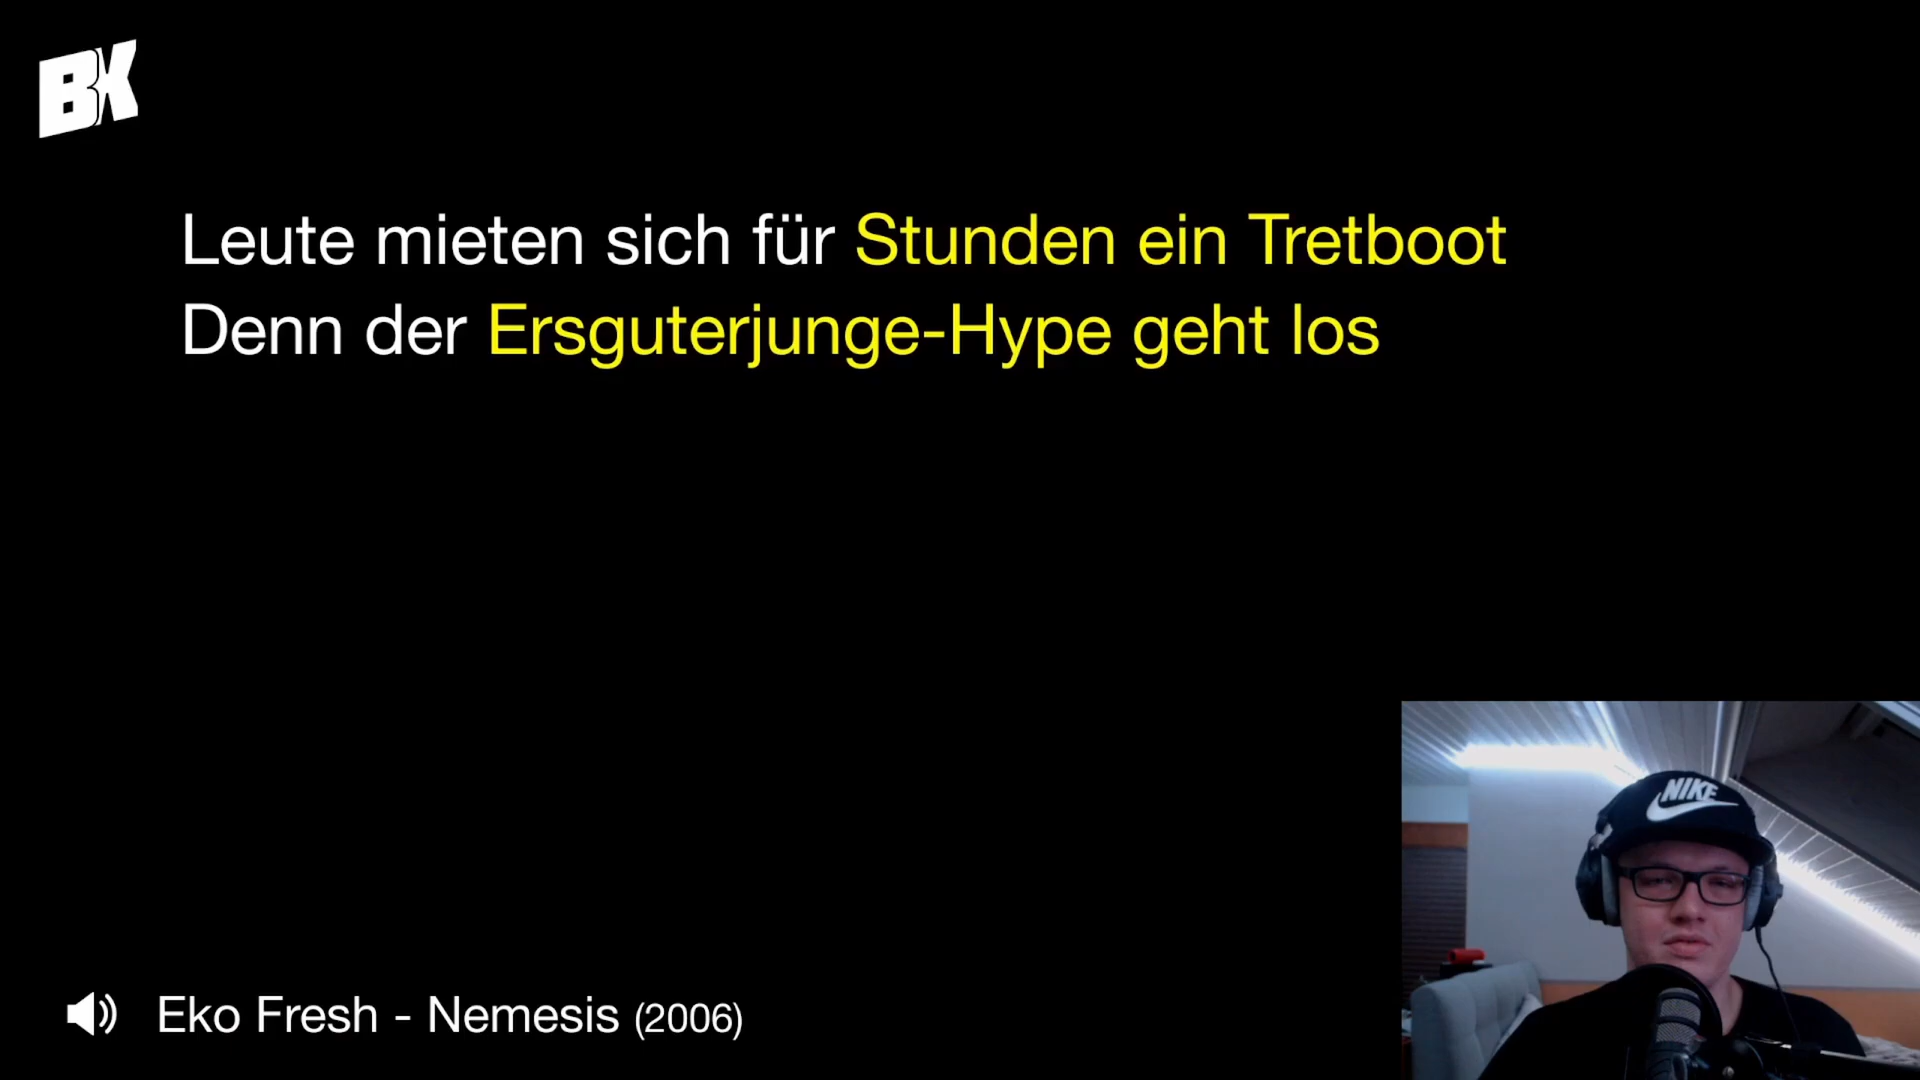 BK
Leute mieten sich für Stunden ein Tretboot
Denn der Ersguterjunge-Hype geht los
NIKE
Eko Fresh - Nemesis (2006)